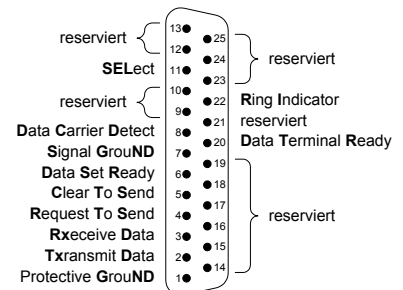 reserviert
SELect
reserviert
Data Carrier Detect
Signal GrouND
Data Set Ready
Clear To Send
Request To Send
Rxeceive Data
Txransmit Data
Protective GrouND
13
12
11
10
9
8
7
6
5
4
3
2
1
25
24
23
22
21
20
19
18
17
16
15
14
reserviert
Ring Indicator
reserviert
Data Terminal Ready
reserviert